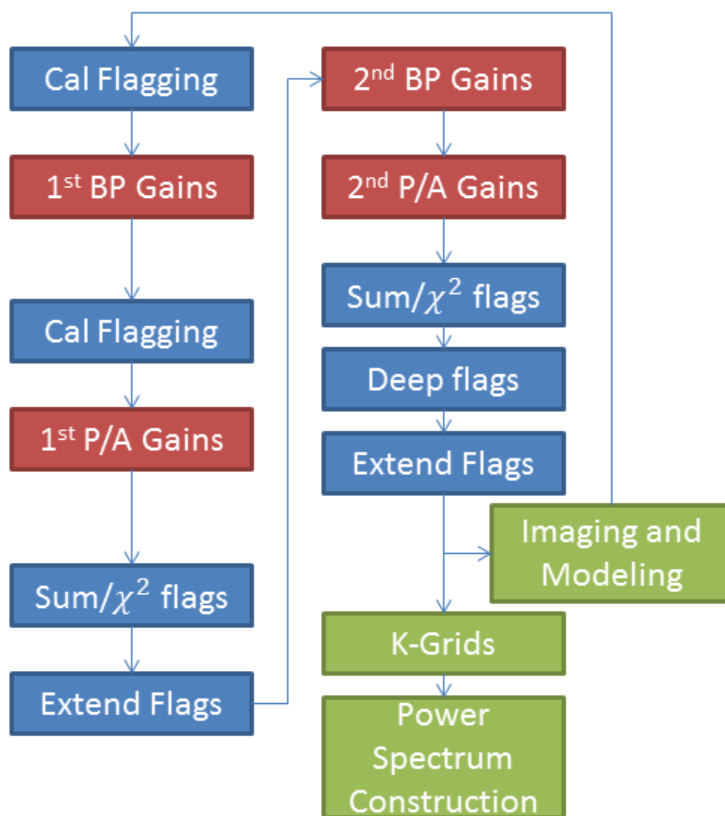 Cal Flagging
1st BP Gains
Cal Flagging
1st P/A Gains
Sum/χ² flags
Extend Flags
2nd BP Gains
2nd P/A Gains
Sum/χ² flags
Deep flags
Extend Flags
Imaging and
Modeling
K-Grids
Power
Spectrum
Construction